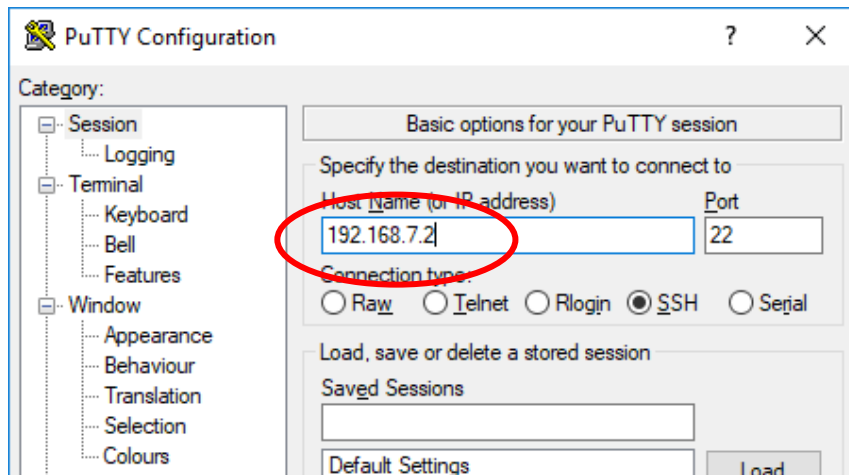 PuTTY Configuration
?
Category:
Session
Logging
Terminal
Keyboard
Bell
Features
Window
Appearance
Behaviour
Translation
Selection
Colours
Basic options for your PuTTY session
Specify the destination you want to connect to
Host Name (or IP address) Port
192.168.7.2 22
Connection type:
Raw Telnet Rlogin SSH Serial
Load, save or delete a stored session
Saved Sessions
Default Settings Load